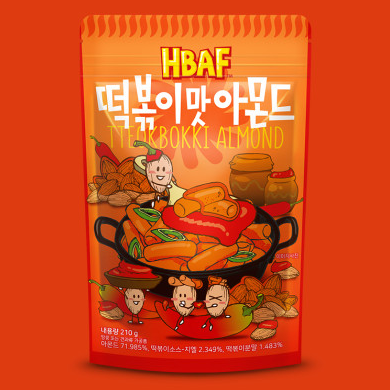 HBAF
떡볶이맛아몬드
TTEOKBOKKI ALMOND
내용량 210 g
아몬드 71.985%, 떡볶이소스-지엘 2.349%, 떡볶이분말 1.483%